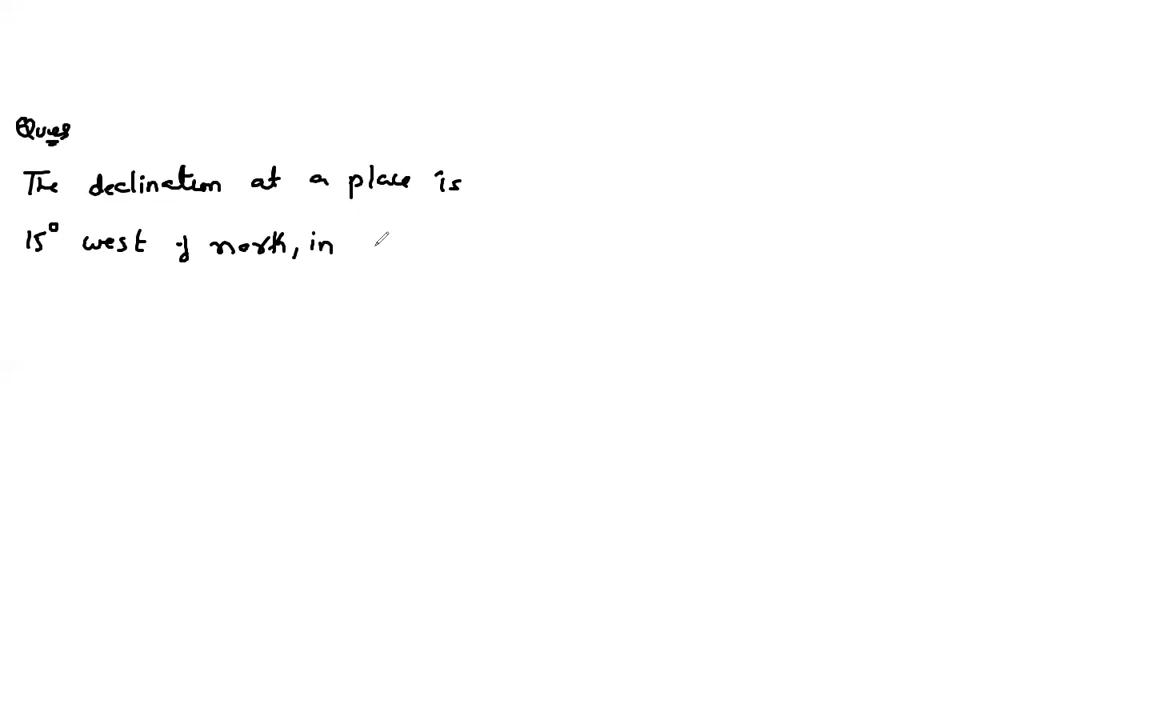 Ques
The declination at a place is
15° west of north, in